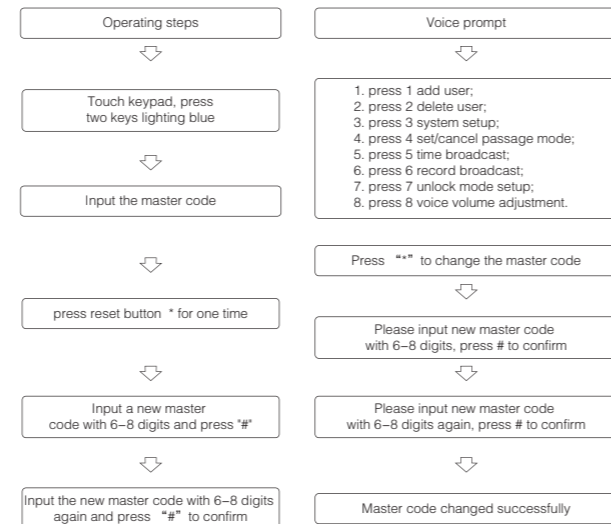 Operating steps
Touch keypad, press
two keys lighting blue
Input the master code
press reset button * for one time
Input a new master
code with 6–8 digits and press "#"
Input the new master code with 6–8 digits
again and press “#” to confirm
Voice prompt
1. press 1 add user;
2. press 2 delete user;
3. press 3 system setup;
4. press 4 set/cancel passage mode;
5. press 5 time broadcast;
6. press 6 record broadcast;
7. press 7 unlock mode setup;
8. press 8 voice volume adjustment.
Press “*” to change the master code
Please input new master code
with 6–8 digits, press # to confirm
Please input new master code
with 6–8 digits again, press # to confirm
Master code changed successfully